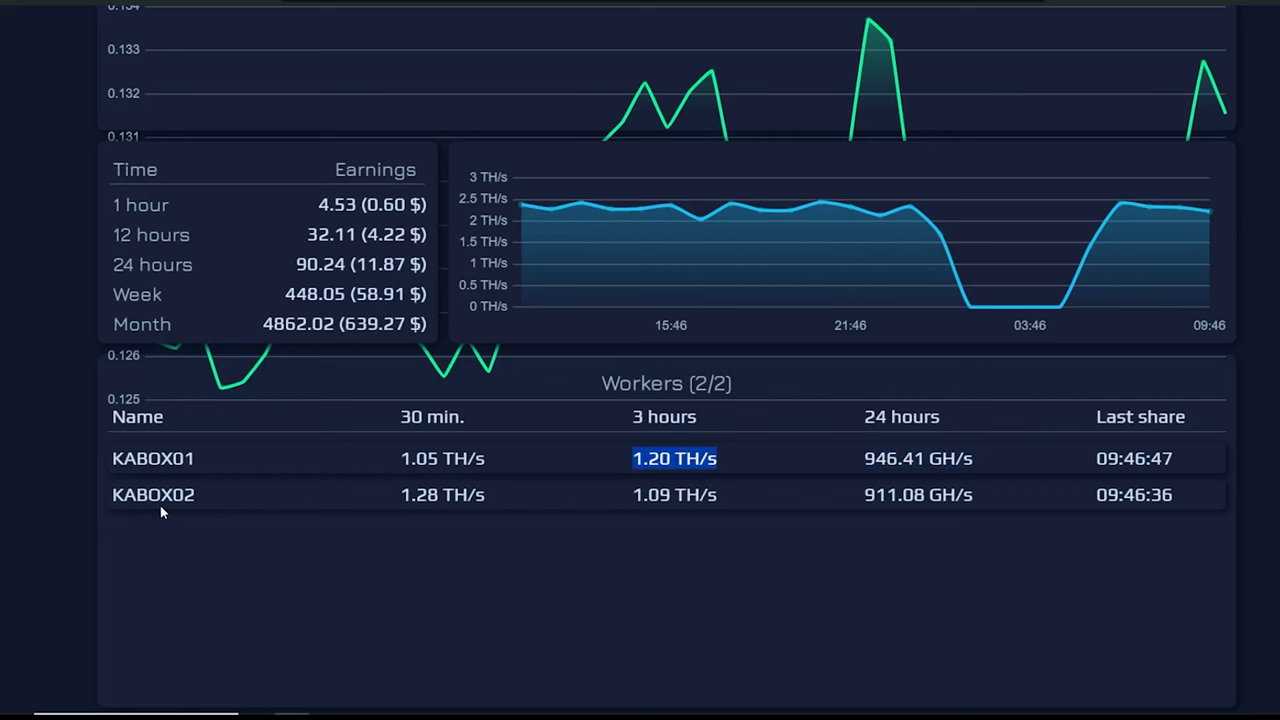 0.134
0.133
0.132
0.131
Time Earnings
1 hour 4.53 (0.60 $)
12 hours 32.11 (4.22 $)
24 hours 90.24 (11.87 $)
Week 448.05 (58.91 $)
Month 4862.02 (639.27 $)
3 TH/s
2.5 TH/s
2 TH/s
1.5 TH/s
1 TH/s
0.5 TH/s
0 TH/s
15:46 21:46 03:46 09:46
0.126
0.125
Workers (2/2)
Name 30 min. 3 hours 24 hours Last share
KABOX01 1.05 TH/s 1.20 TH/s 946.41 GH/s 09:46:47
KABOX02 1.28 TH/s 1.09 TH/s 911.08 GH/s 09:46:36